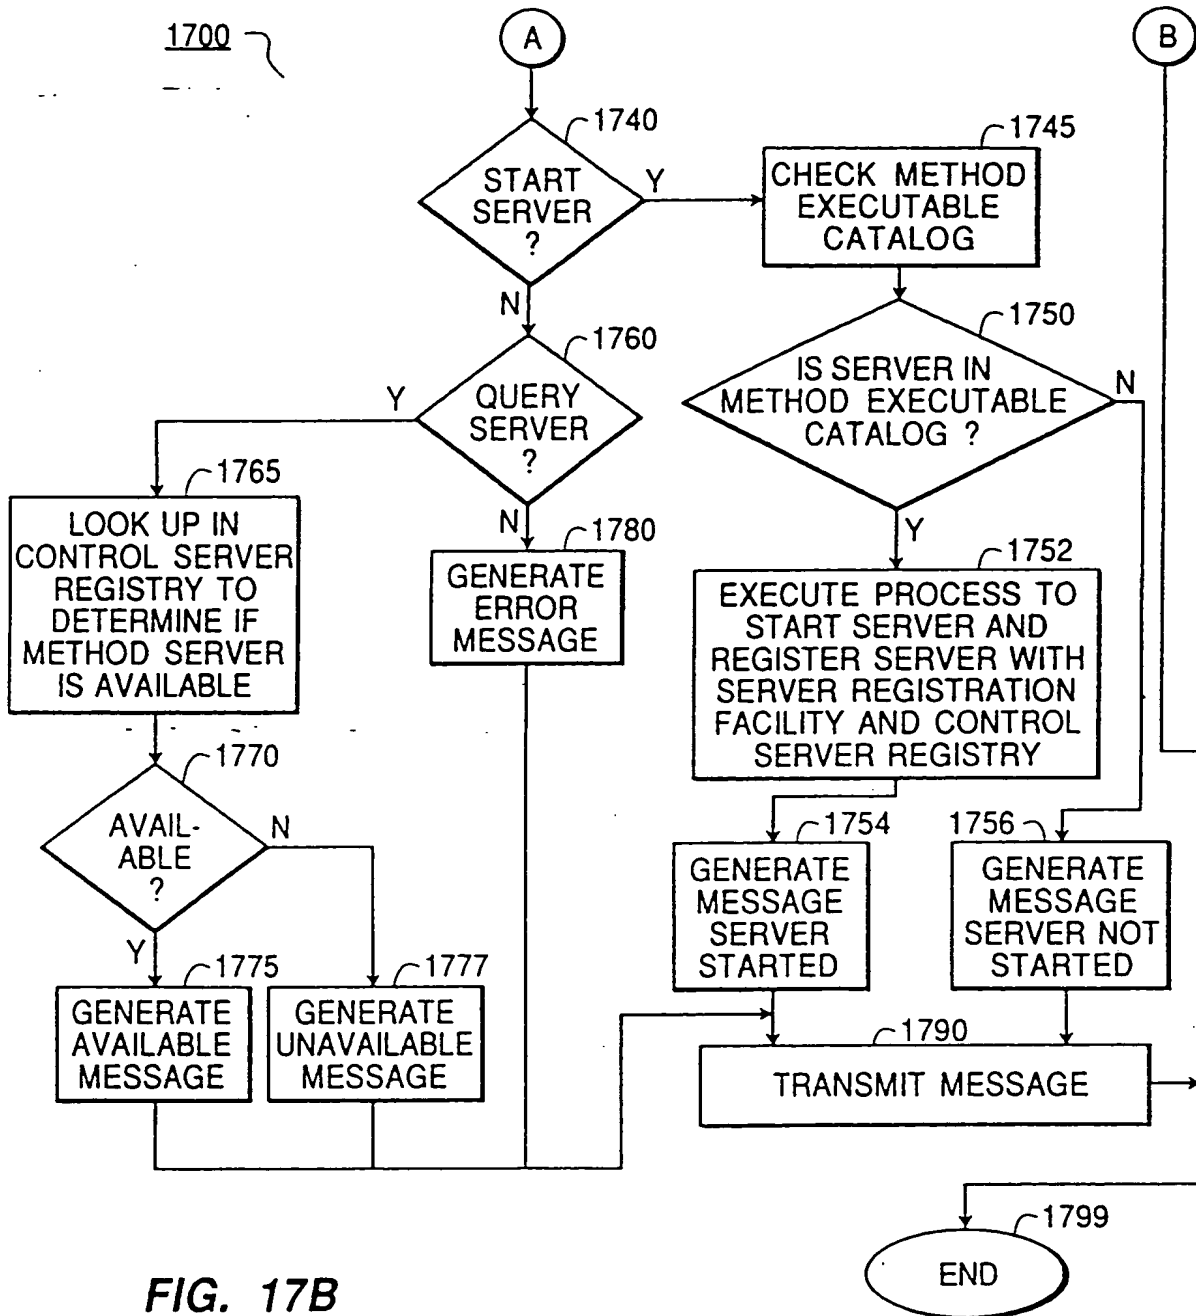 1700
A
B
1740
START
SERVER
?
Y
N
1745
CHECK METHOD
EXECUTABLE
CATALOG
1750
IS SERVER IN
METHOD EXECUTABLE
CATALOG ?
N
Y
1760
QUERY
SERVER
?
Y
N
1765
LOOK UP IN
CONTROL SERVER
REGISTRY TO
DETERMINE IF
METHOD SERVER
IS AVAILABLE
1780
GENERATE
ERROR
MESSAGE
1752
EXECUTE PROCESS TO
START SERVER AND
REGISTER SERVER WITH
SERVER REGISTRATION
FACILITY AND CONTROL
SERVER REGISTRY
1770
AVAIL-
ABLE
?
N
Y
1754
GENERATE
MESSAGE
SERVER
STARTED
1756
GENERATE
MESSAGE
SERVER NOT
STARTED
1775
GENERATE
AVAILABLE
MESSAGE
1777
GENERATE
UNAVAILABLE
MESSAGE
1790
TRANSMIT MESSAGE
1799
END
FIG. 17B